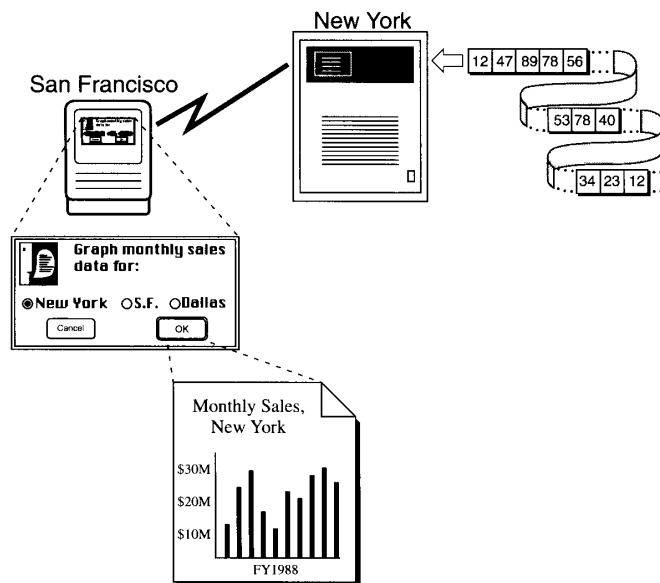 New York
San Francisco
12 47 89 78 56
53 78 40
34 23 12
Graph monthly sales
data for:
New York S.F. Dallas
Cancel OK
Monthly Sales,
New York
$30M
$20M
$10M
FY1988